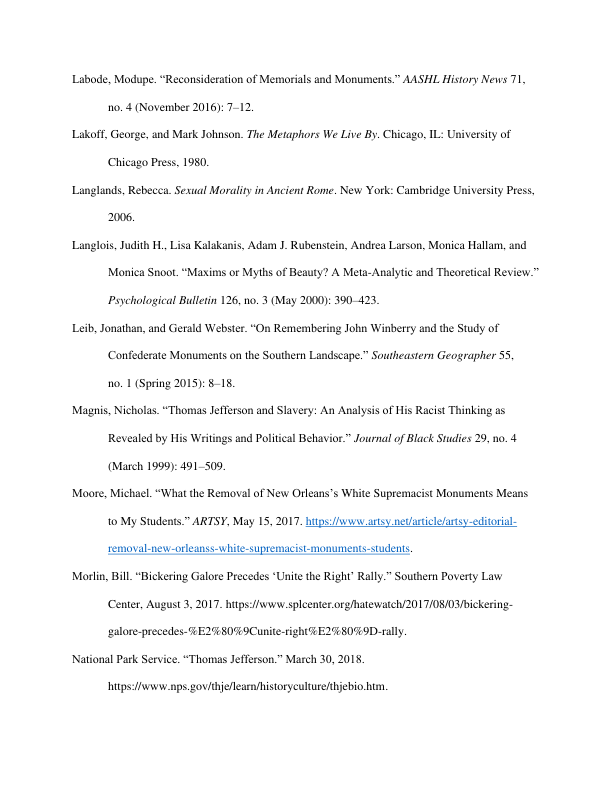 Labode, Modupe. “Reconsideration of Memorials and Monuments.” AASHL History News 71,
no. 4 (November 2016): 7–12.
Lakoff, George, and Mark Johnson. The Metaphors We Live By. Chicago, IL: University of
Chicago Press, 1980.
Langlands, Rebecca. Sexual Morality in Ancient Rome. New York: Cambridge University Press,
2006.
Langlois, Judith H., Lisa Kalakanis, Adam J. Rubenstein, Andrea Larson, Monica Hallam, and
Monica Snoot. “Maxims or Myths of Beauty? A Meta-Analytic and Theoretical Review.”
Psychological Bulletin 126, no. 3 (May 2000): 390–423.
Leib, Jonathan, and Gerald Webster. “On Remembering John Winberry and the Study of
Confederate Monuments on the Southern Landscape.” Southeastern Geographer 55,
no. 1 (Spring 2015): 8–18.
Magnis, Nicholas. “Thomas Jefferson and Slavery: An Analysis of His Racist Thinking as
Revealed by His Writings and Political Behavior.” Journal of Black Studies 29, no. 4
(March 1999): 491–509.
Moore, Michael. “What the Removal of New Orleans’s White Supremacist Monuments Means
to My Students.” ARTSY, May 15, 2017. https://www.artsy.net/article/artsy-editorial-
removal-new-orleanss-white-supremacist-monuments-students.
Morlin, Bill. “Bickering Galore Precedes ‘Unite the Right’ Rally.” Southern Poverty Law
Center, August 3, 2017. https://www.splcenter.org/hatewatch/2017/08/03/bickering-
galore-precedes-%E2%80%9Cunite-right%E2%80%9D-rally.
National Park Service. “Thomas Jefferson.” March 30, 2018.
https://www.nps.gov/thje/learn/historyculture/thjebio.htm.